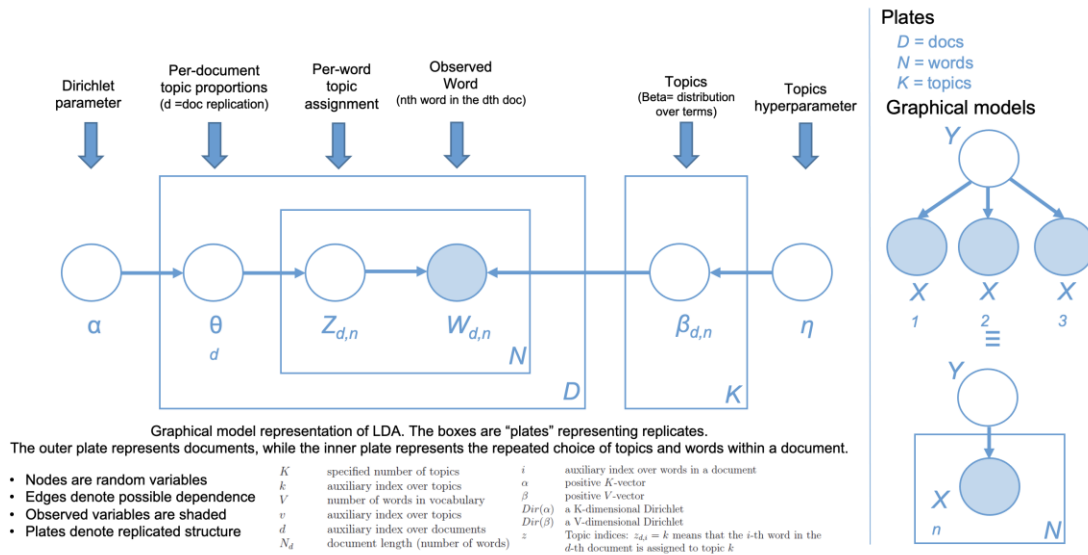 Dirichlet
parameter
Per-document
topic proportions
(d =doc replication)
Per-word
topic
assignment
Observed
Word
(nth word in the dth doc)
Topics
(Beta= distribution
over terms)
Topics
hyperparameter
α
θ
d
Z d,n
W d,n
N
D
β d,n
K
η
Graphical model representation of LDA. The boxes are “plates” representing replicates.
The outer plate represents documents, while the inner plate represents the repeated choice of topics and words within a document.
• Nodes are random variables
• Edges denote possible dependence
• Observed variables are shaded
• Plates denote replicated structure
K specified number of topics
k auxiliary index over topics
V number of words in vocabulary
v auxiliary index over topics
d auxiliary index over documents
N_d document length (number of words)
i auxiliary index over words in a document
α positive K-vector
β positive V-vector
Dir(α) a K-dimensional Dirichlet
Dir(β) a V-dimensional Dirichlet
z Topic indices: z_{d,i} = k means that the i-th word in the
d-th document is assigned to topic k
Plates
D = docs
N = words
K = topics
Graphical models
Y
X X X
1 2 3
≡
Y
X
n
N